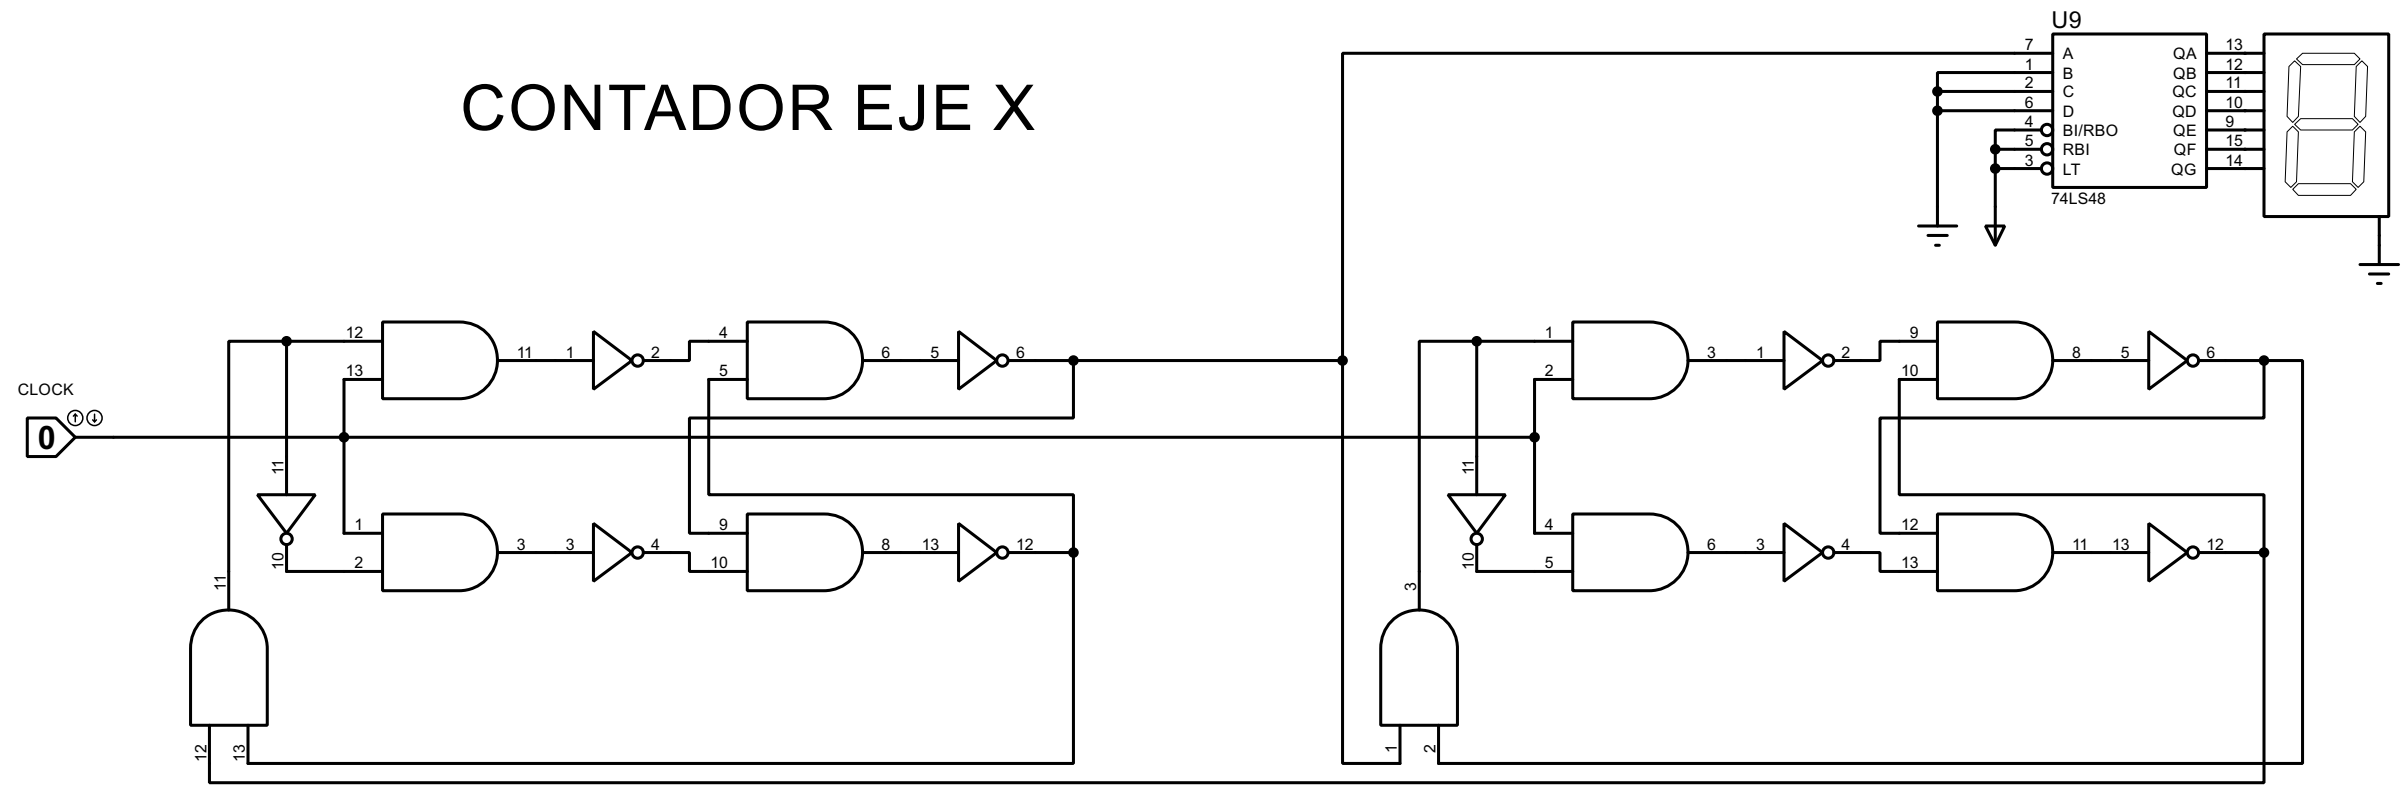 U9
7 A QA 13
1 B QB 12
2 C QC 11
6 D QD 10
4 BI/RBO QE 9
5 RBI QF 15
3 LT QG 14
74LS48
CONTADOR EJE X
CLOCK
0
12 11 1 2 4 6 5 6
13 5
11
10
1 3 3 4 9 8 13 12
2 10
11
12 13
1 3 1 2 9 8 5 6
2 10
11
10
4 6 3 4 12 11 13 12
5 13
3
1 2